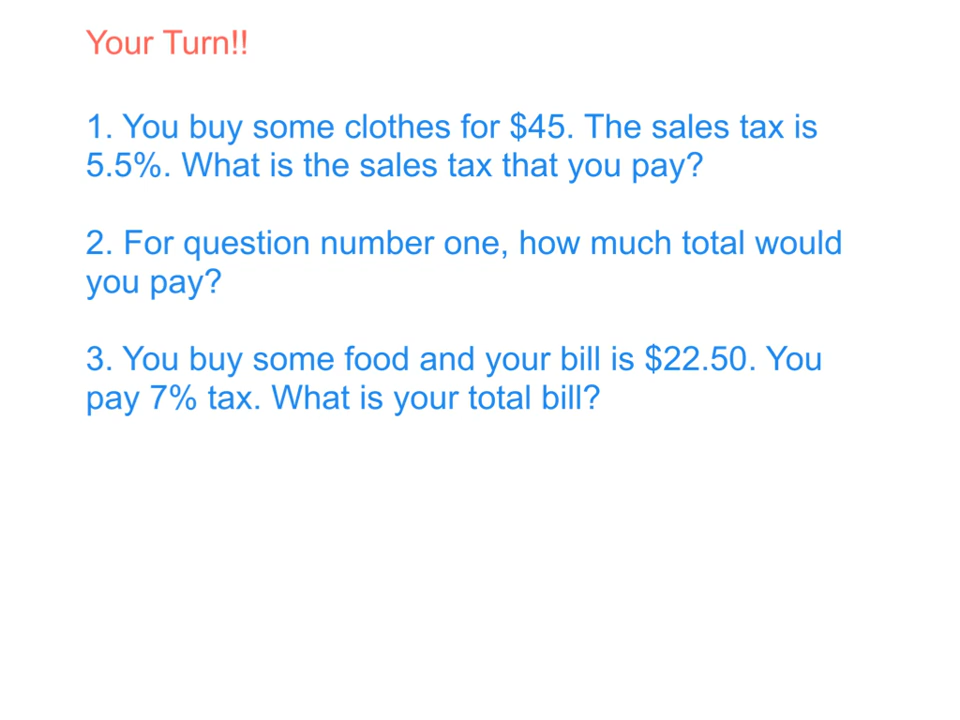 Your Turn!!
1. You buy some clothes for $45. The sales tax is
5.5%. What is the sales tax that you pay?
2. For question number one, how much total would
you pay?
3. You buy some food and your bill is $22.50. You
pay 7% tax. What is your total bill?